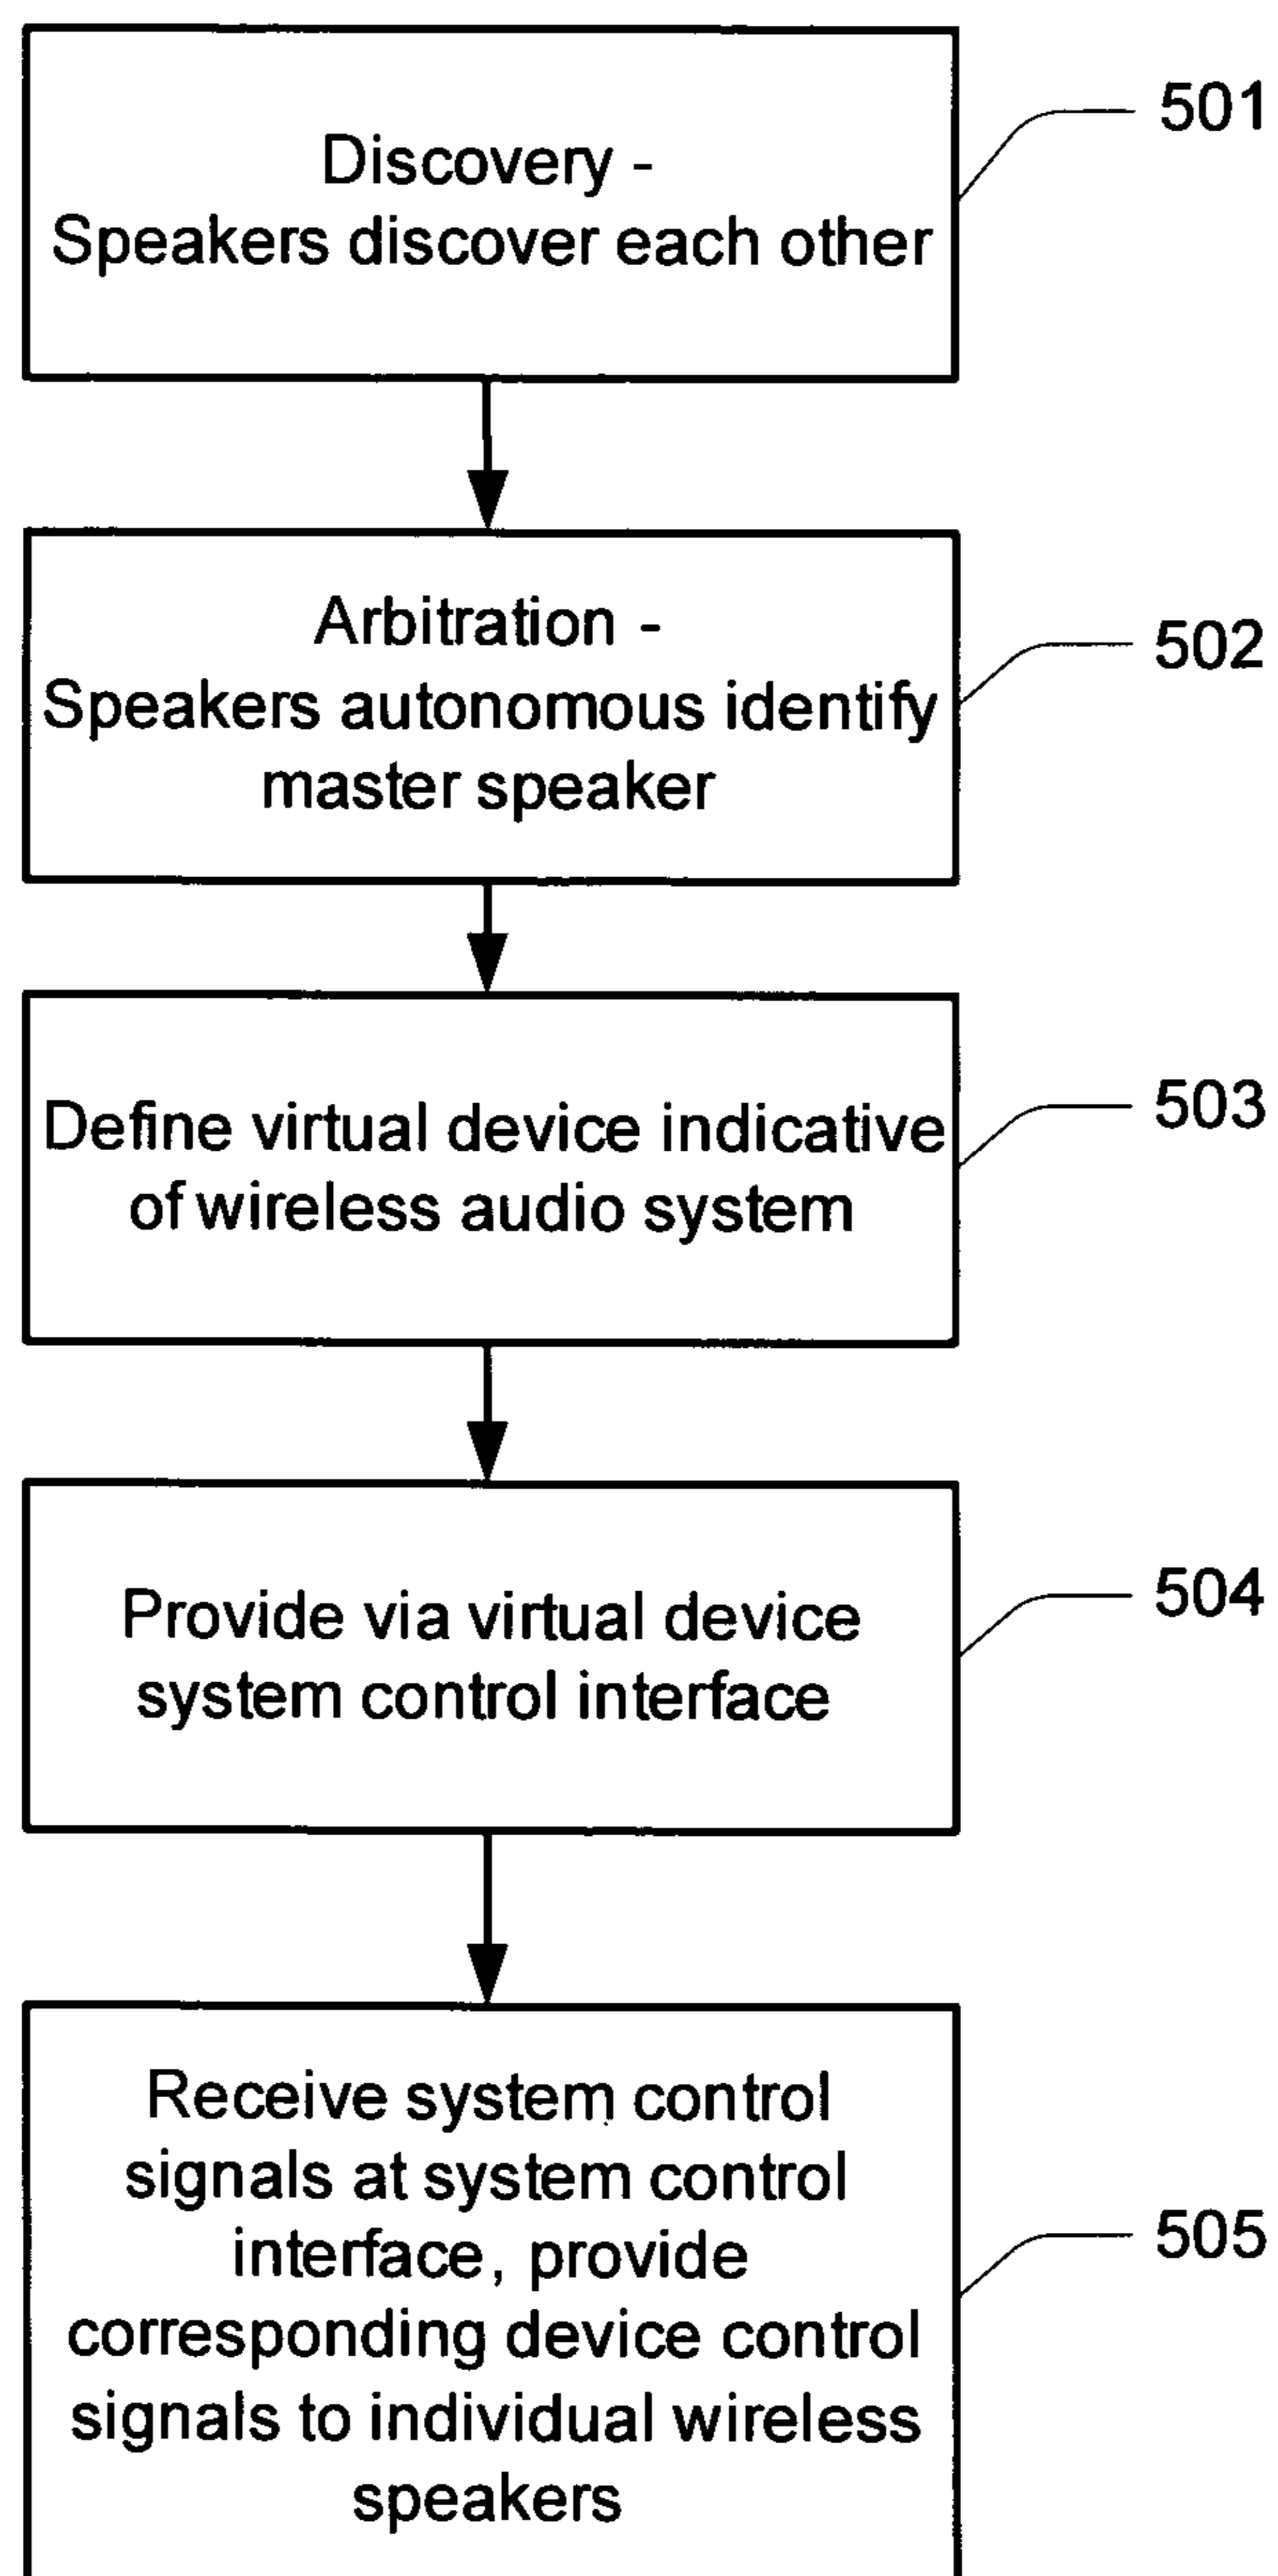 Discovery -
Speakers discover each other
501
Arbitration -
Speakers autonomous identify
master speaker
502
Define virtual device indicative
of wireless audio system
503
Provide via virtual device
system control interface
504
Receive system control
signals at system control
interface, provide
corresponding device control
signals to individual wireless
speakers
505